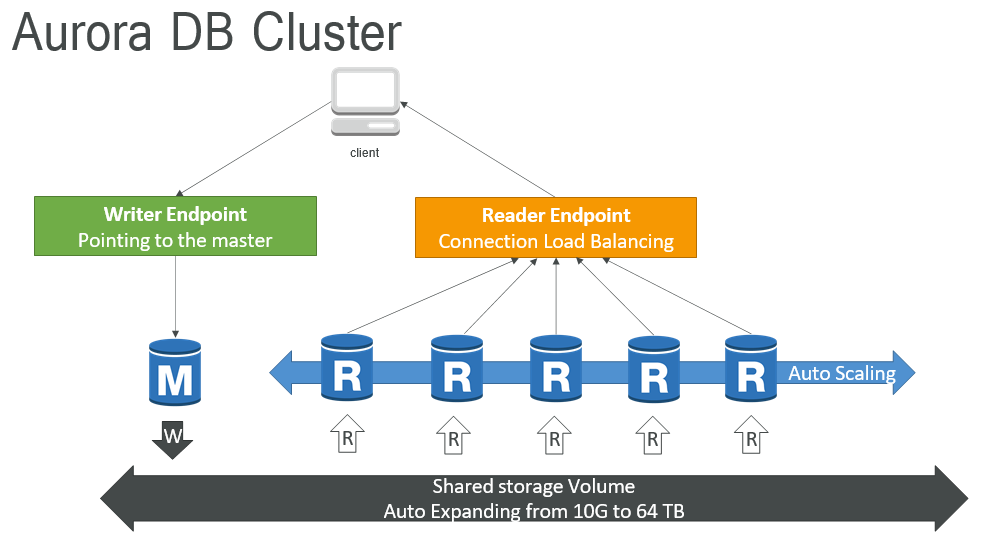 Aurora DB Cluster
client
Writer Endpoint
Pointing to the master
Reader Endpoint
Connection Load Balancing
M
R
R
R
R
R
Auto Scaling
W
R
R
R
R
R
Shared storage Volume
Auto Expanding from 10G to 64 TB